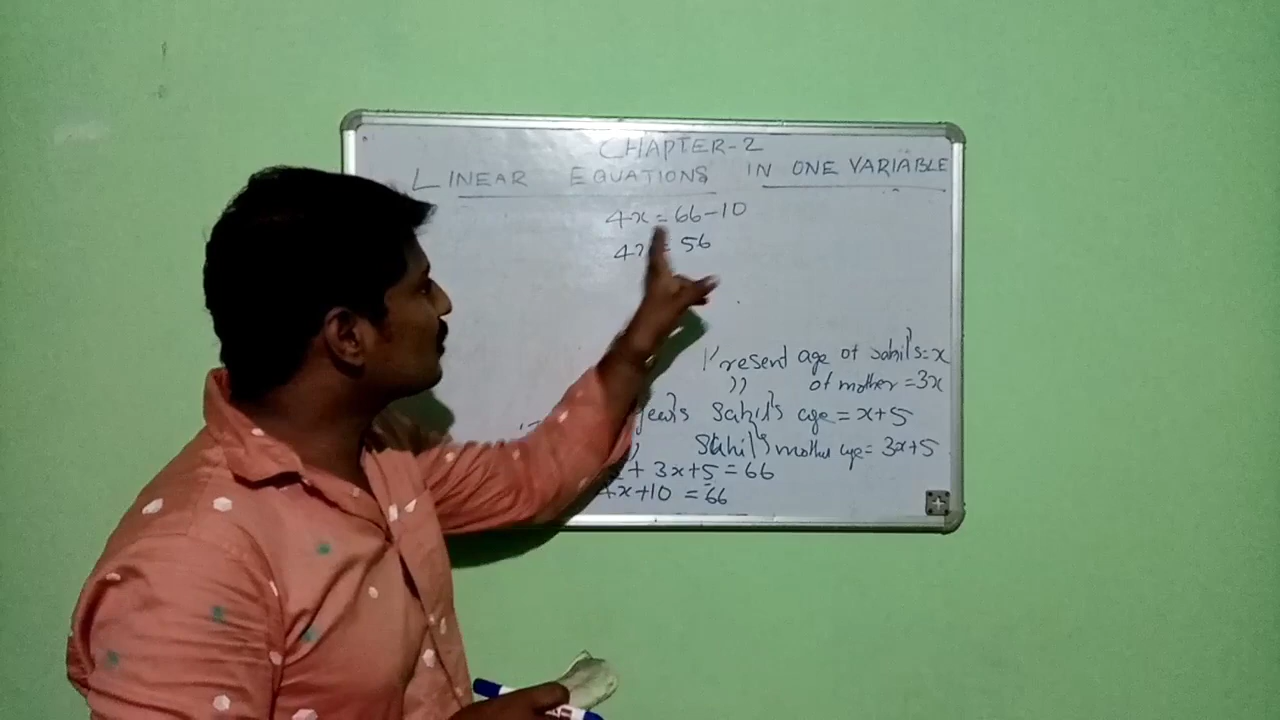 CHAPTER-2
LINEAR EQUATIONS IN ONE VARIABLE
4x = 66-10
= 56
Present age of sahil's = x
,, of mother = 3x
Sahil's age = x+5
,, Sahil's mother age = 3x+5
+ 3x+5 = 66
4x+10 = 66